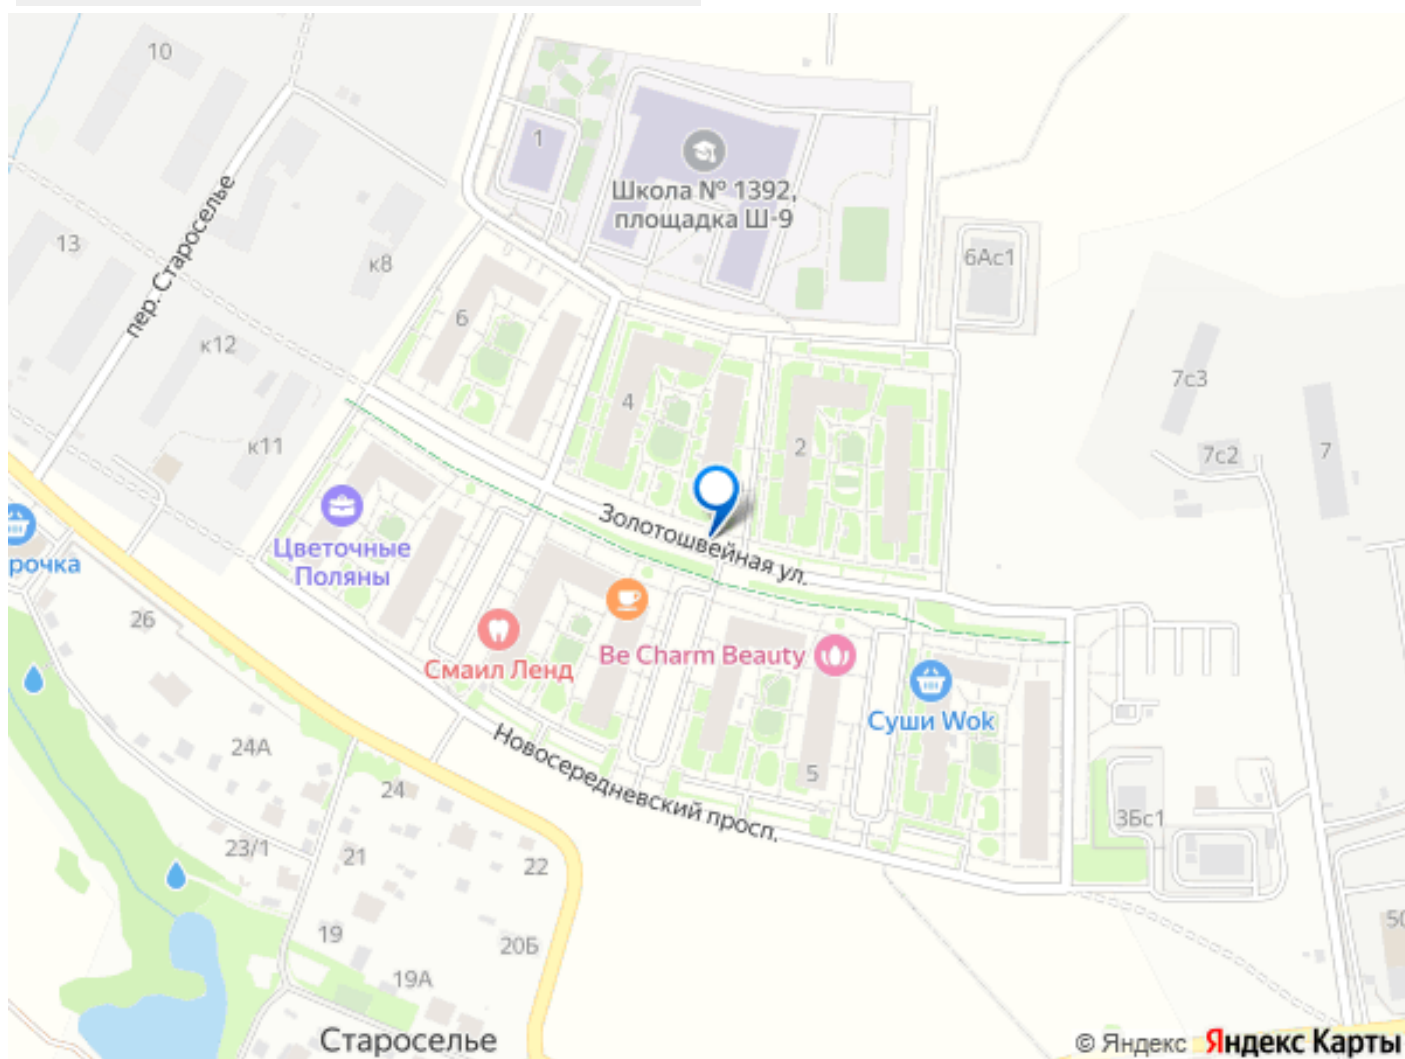 10
1
Школа № 1392,
площадка Ш-9
пер. Староселье
13
к8
6Ас1
6
к12
7с3
4
2
к11
7с2
7
Золотошвейная ул.
Цветочные
Поляны
рочка
26
Смаил Ленд
Be Charm Beauty
Суши Wok
24А
Новосередневский просп.
5
24
3Бс1
23/1
21
22
19
20Б
50
19А
Староселье
© Яндекс Яндекс Карты